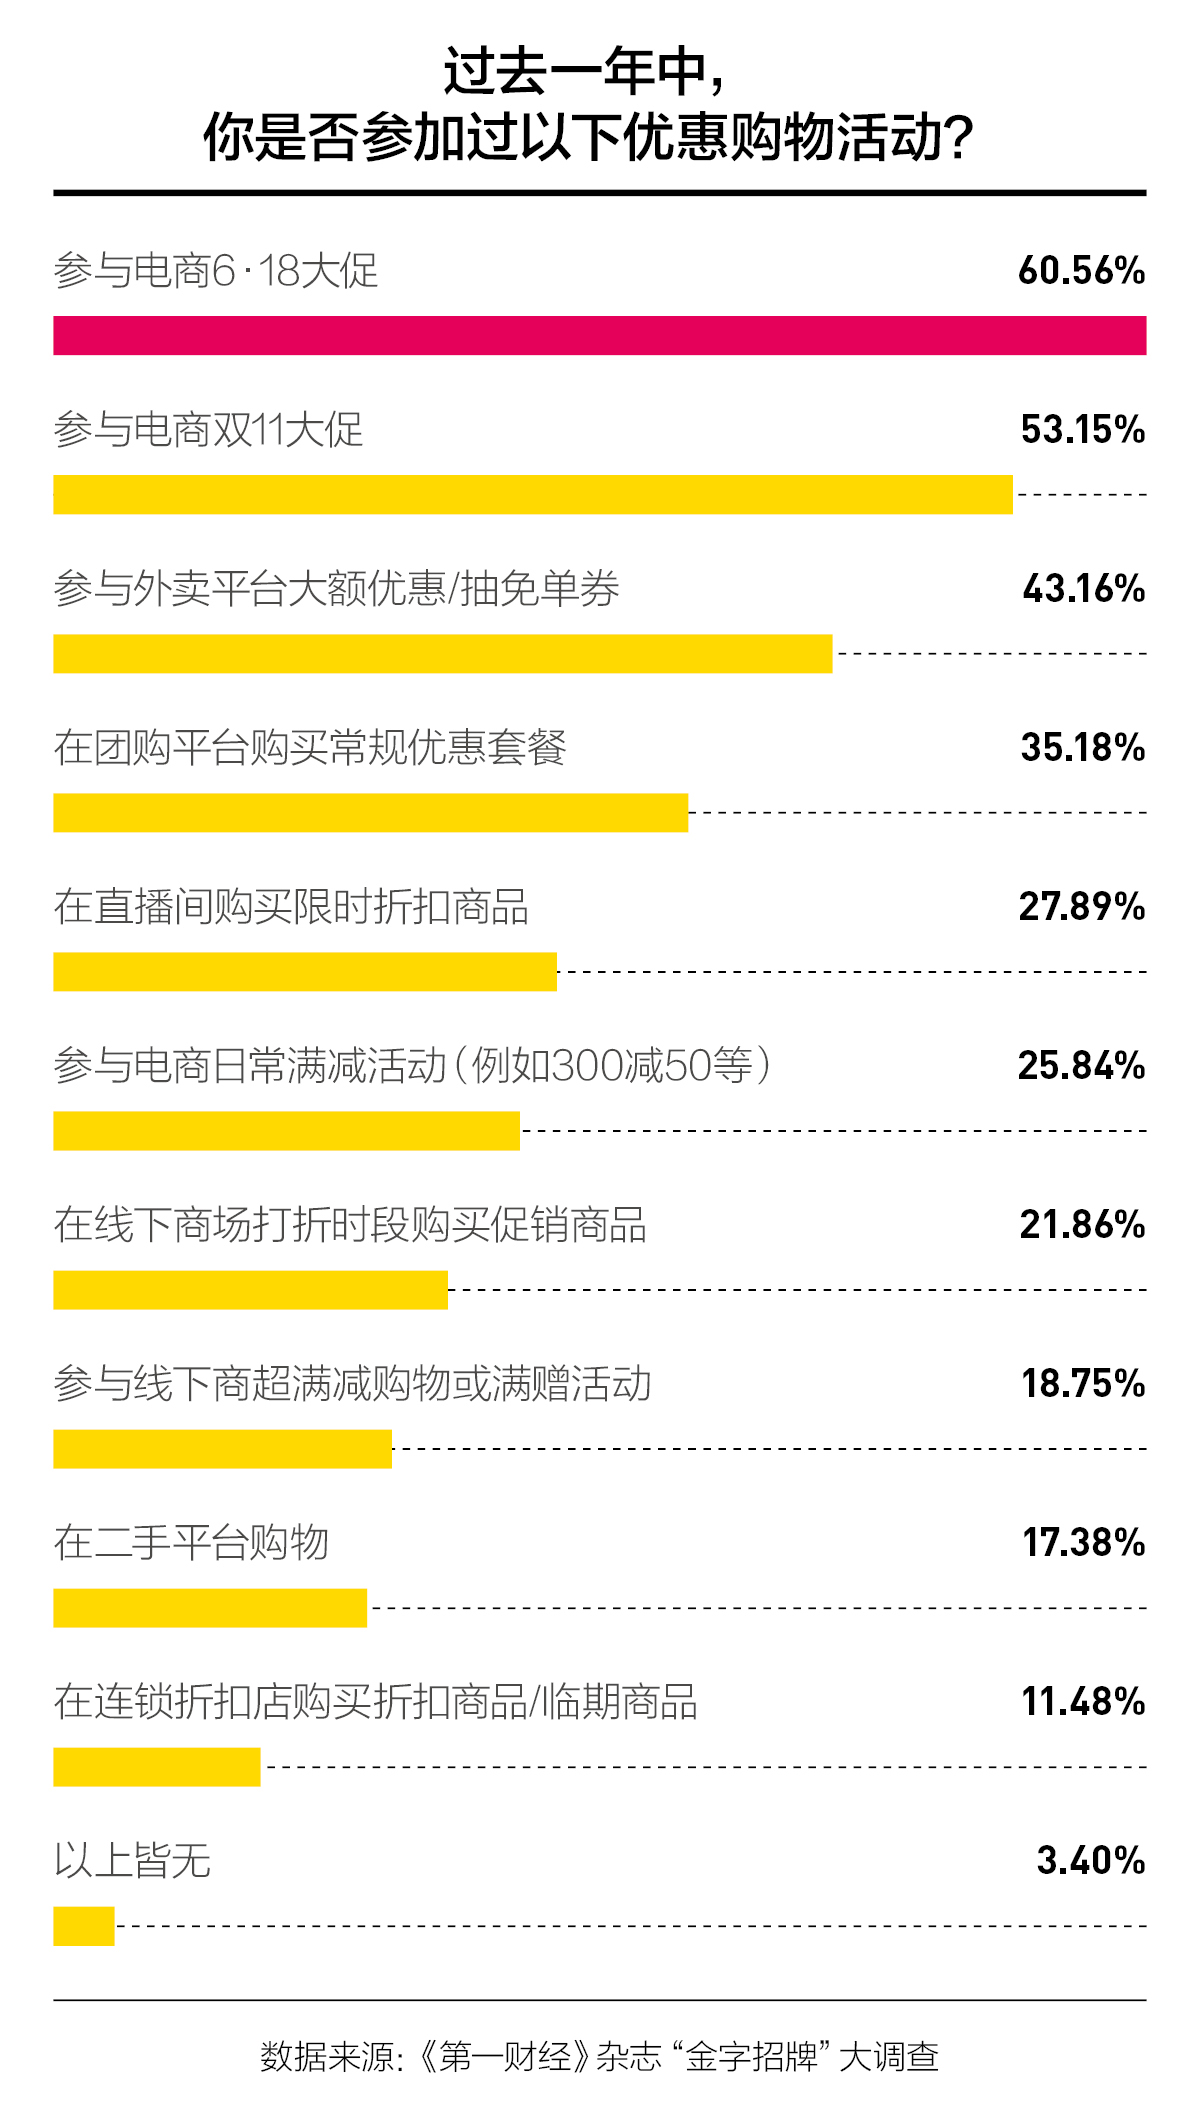 过去一年中，
你是否参加过以下优惠购物活动？
参与电商6·18大促 60.56%
参与电商双11大促 53.15%
参与外卖平台大额优惠/抽免单券 43.16%
在团购平台购买常规优惠套餐 35.18%
在直播间购买限时折扣商品 27.89%
参与电商日常满减活动（例如300减50等） 25.84%
在线下商场打折时段购买促销商品 21.86%
参与线下商超满减购物或满赠活动 18.75%
在二手平台购物 17.38%
在连锁折扣店购买折扣商品/临期商品 11.48%
以上皆无 3.40%
数据来源：《第一财经》杂志“金字招牌”大调查